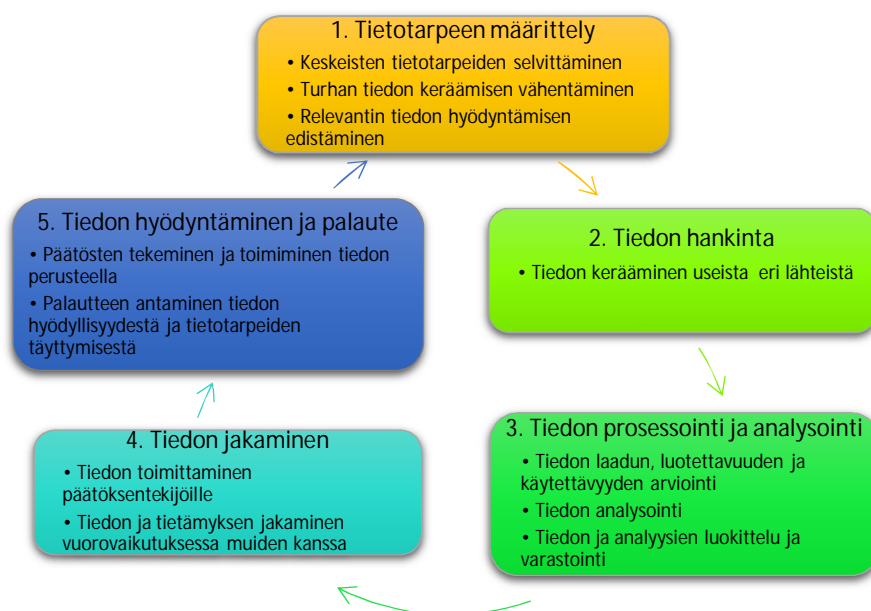 1. Tietotarpeen määrittely
• Keskeisten tietotarpeiden selvittäminen
• Turhan tiedon keräämisen vähentäminen
• Relevantin tiedon hyödyntämisen
edistäminen
2. Tiedon hankinta
• Tiedon kerääminen useista eri lähteistä
3. Tiedon prosessointi ja analysointi
• Tiedon laadun, luotettavuuden ja
käytettävyyden arviointi
• Tiedon analysointi
• Tiedon ja analyysien luokittelu ja
varastointi
4. Tiedon jakaminen
• Tiedon toimittaminen
päätöksentekijöille
• Tiedon ja tietämyksen jakaminen
vuorovaikutuksessa muiden kanssa
5. Tiedon hyödyntäminen ja palaute
• Päätösten tekeminen ja toimiminen tiedon
perusteella
• Palautteen antaminen tiedon
hyödyllisyydestä ja tietotarpeiden
täyttymisestä